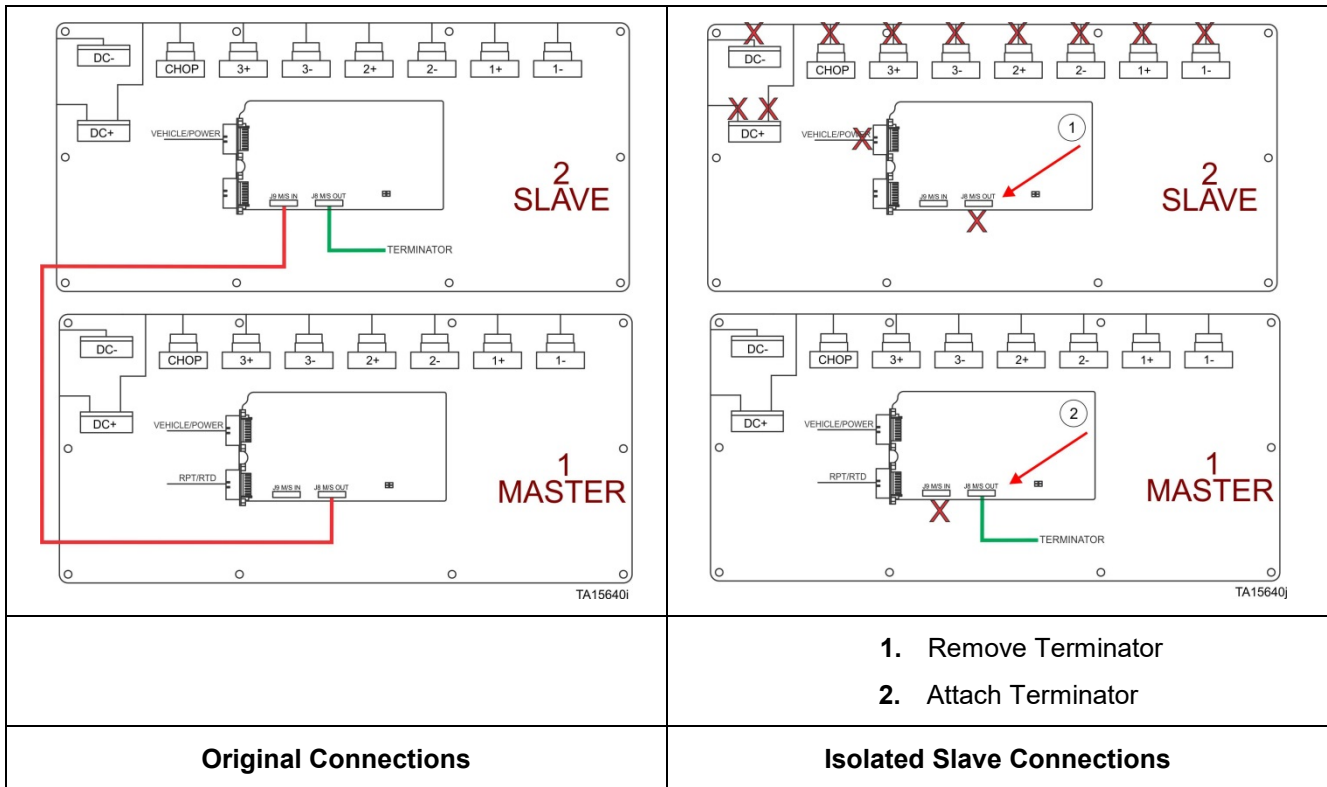 DC-
CHOP
3+
3-
2+
2-
1+
1-
DC+
VEHICLE/POWER
J9 M/S IN
J8 M/S OUT
2
SLAVE
TERMINATOR
DC-
CHOP
3+
3-
2+
2-
1+
1-
DC+
VEHICLE/POWER
RPT/RTD
J9 M/S IN
J8 M/S OUT
1
MASTER
TA15640i
X X X X X X X X
DC-
CHOP
3+
3-
2+
2-
1+
1-
X X
DC+
VEHICLE/POWER
X
1
J9 M/S IN
J8 M/S OUT
X
2
SLAVE
DC-
CHOP
3+
3-
2+
2-
1+
1-
DC+
VEHICLE/POWER
2
RPT/RTD
J9 M/S IN
J8 M/S OUT
X
1
MASTER
TERMINATOR
TA15640j
1. Remove Terminator
2. Attach Terminator
Original Connections
Isolated Slave Connections